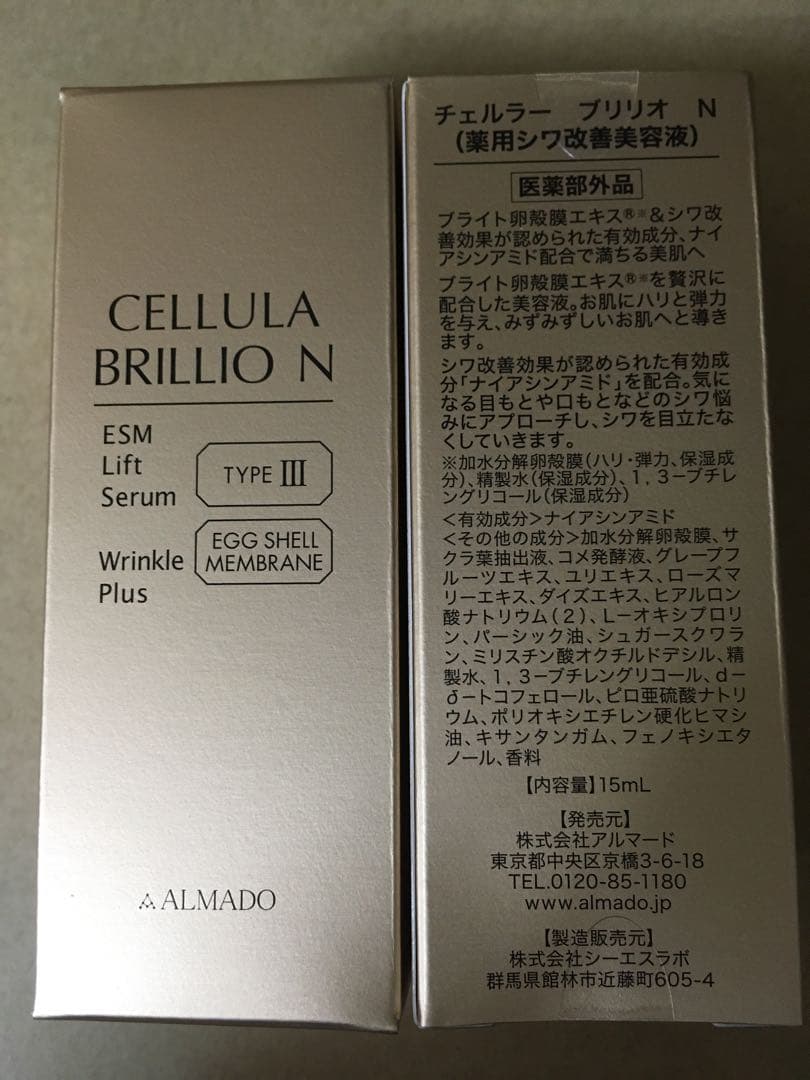 CELLULA
BRILLIO N
ESM
Lift
Serum
TYPE III
Wrinkle
Plus
EGG SHELL
MEMBRANE
ALMADO
チェルラー ブリリオ N
(薬用シワ改善美容液)
医薬部外品
ブライト卵殻膜エキス®※&シワ改
善効果が認められた有効成分、ナイ
アシンアミド配合で満ちる美肌へ
ブライト卵殻膜エキス®※を贅沢に
配合した美容液。お肌にハリと弾力
を与え、みずみずしいお肌へと導き
ます。
シワ改善効果が認められた有効成
分「ナイアシンアミド」を配合。気に
なる目もとや口もとなどのシワ悩
みにアプローチし、シワを目立たな
くしていきます。
※加水分解卵殻膜(ハリ・弾力、保湿成
分)、精製水(保湿成分)、1,3-ブチレ
ングリコール(保湿成分)
<有効成分>ナイアシンアミド
<その他の成分>加水分解卵殻膜、サ
クラ葉抽出液、コメ発酵液、グレープフ
ルーツエキス、ユリエキス、ローズマ
リーエキス、ダイズエキス、ヒアルロン
酸ナトリウム(2)、L-オキシプロリ
ン、パーシック油、シュガースクワラ
ン、ミリスチン酸オクチルドデシル、精
製水、1,3-ブチレングリコール、d-
δ-トコフェロール、ピロ亜硫酸ナトリ
ウム、ポリオキシエチレン硬化ヒマシ
油、キサンタンガム、フェノキシエタ
ノール、香料
【内容量】15mL
【発売元】
株式会社アルマード
東京都中央区京橋3-6-18
TEL.0120-85-1180
www.almado.jp
【製造販売元】
株式会社シーエスラボ
群馬県館林市近藤町605-4